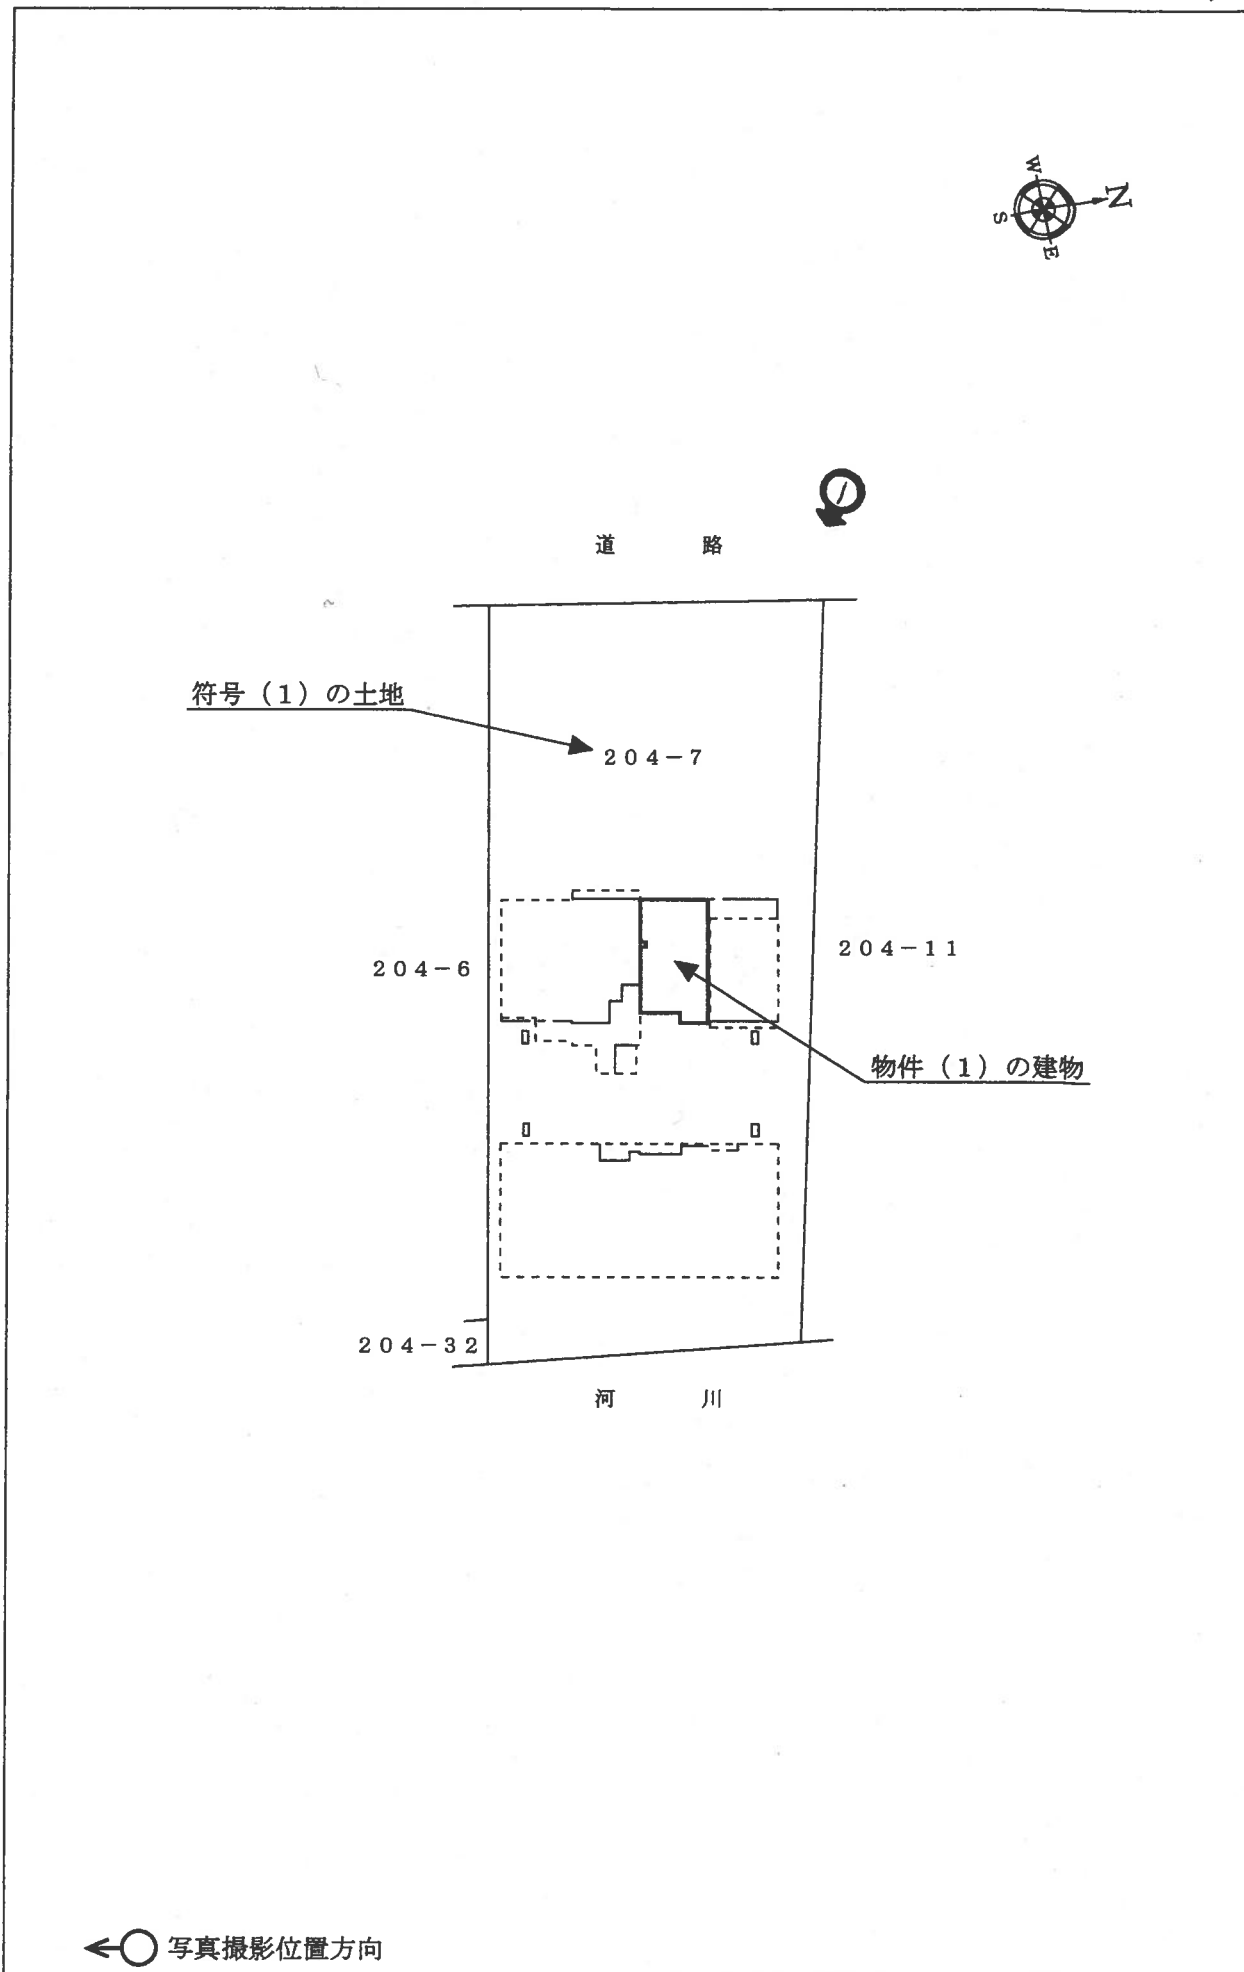 W
N
S
E
1
道 路
符号（1）の土地
204-7
204-6
204-11
物件（1）の建物
204-32
河 川
写真撮影位置方向